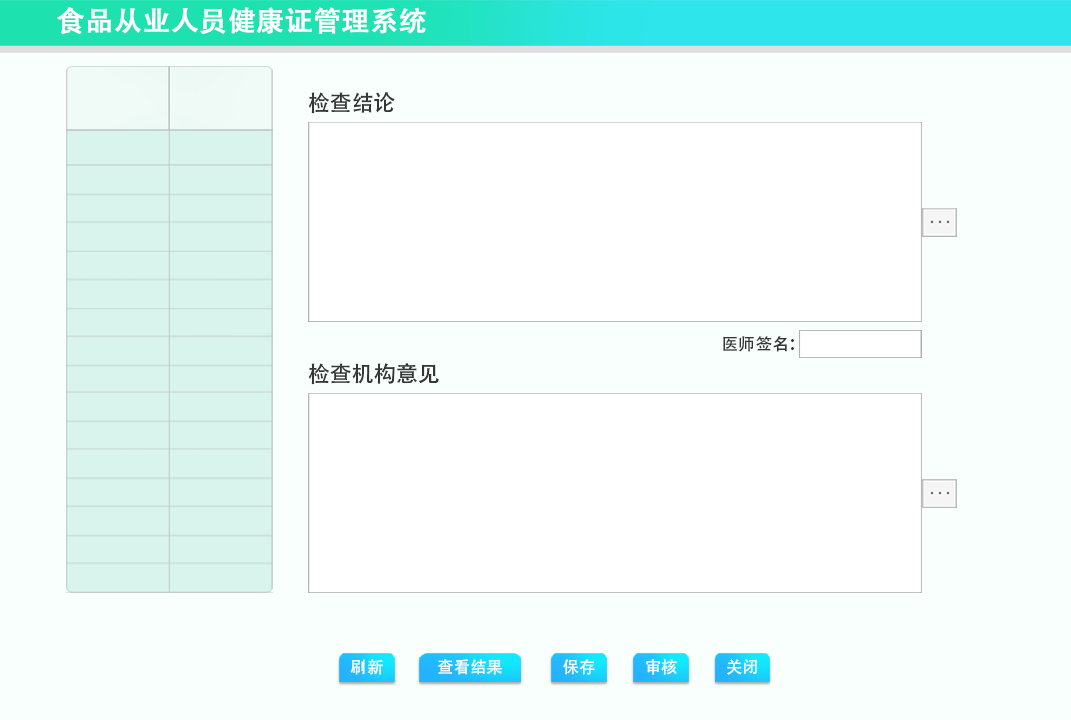 食品从业人员健康证管理系统
检查结论
...
医师签名:
检查机构意见
...
刷新 查看结果 保存 审核 关闭